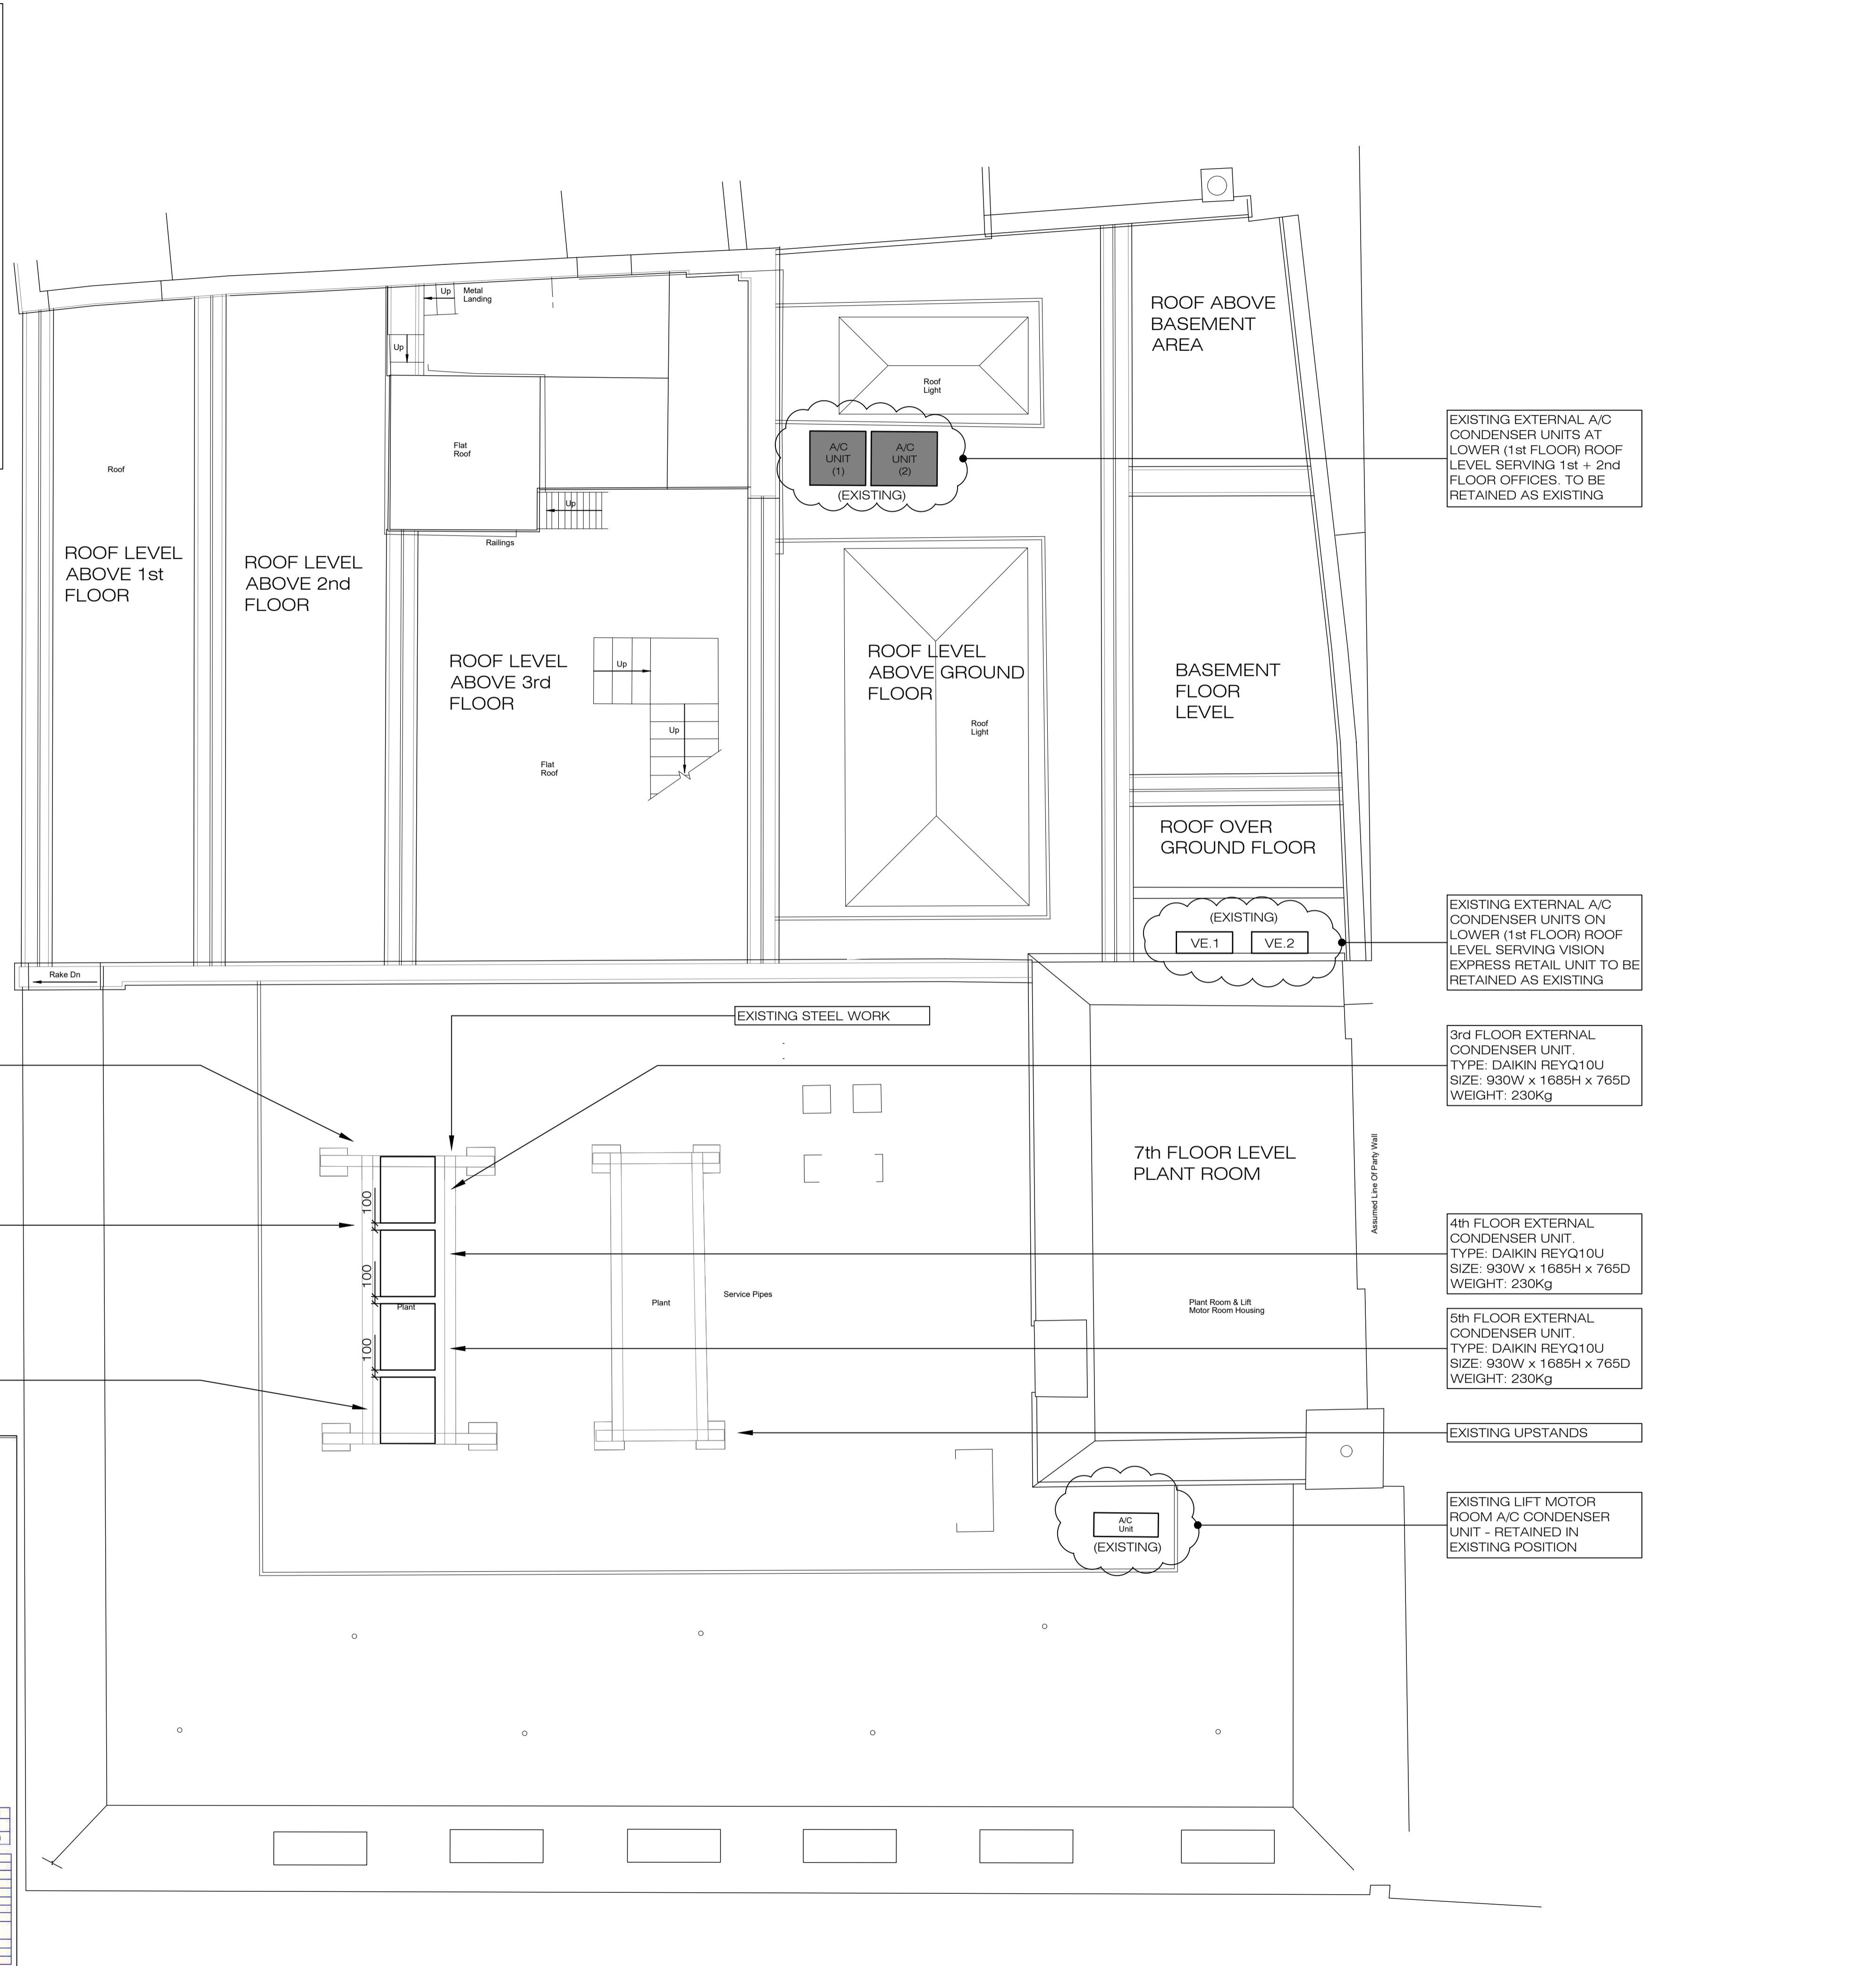 Up
Metal
Landing
Up
Flat
Roof
Up
Railings
Roof
ROOF LEVEL
ABOVE 1st
FLOOR
ROOF LEVEL
ABOVE 2nd
FLOOR
ROOF LEVEL
ABOVE 3rd
FLOOR
Up
Up
Flat
Roof
Roof
Light
A/C
UNIT
(1)
A/C
UNIT
(2)
(EXISTING)
ROOF LEVEL
ABOVE GROUND
FLOOR
Roof
Light
ROOF ABOVE
BASEMENT
AREA
BASEMENT
FLOOR
LEVEL
ROOF OVER
GROUND FLOOR
(EXISTING)
VE.1
VE.2
EXISTING EXTERNAL A/C
CONDENSER UNITS AT
LOWER (1st FLOOR) ROOF
LEVEL SERVING 1st + 2nd
FLOOR OFFICES. TO BE
RETAINED AS EXISTING
EXISTING EXTERNAL A/C
CONDENSER UNITS ON
LOWER (1st FLOOR) ROOF
LEVEL SERVING VISION
EXPRESS RETAIL UNIT TO BE
RETAINED AS EXISTING
Rake Dn
EXISTING STEEL WORK
3rd FLOOR EXTERNAL
CONDENSER UNIT.
TYPE: DAIKIN REYQ10U
SIZE: 930W x 1685H x 765D
WEIGHT: 230Kg
100
100
100
Plant
Plant
Service Pipes
7th FLOOR LEVEL
PLANT ROOM
Plant Room & Lift
Motor Room Housing
Assumed Line Of Party Wall
4th FLOOR EXTERNAL
CONDENSER UNIT.
TYPE: DAIKIN REYQ10U
SIZE: 930W x 1685H x 765D
WEIGHT: 230Kg
5th FLOOR EXTERNAL
CONDENSER UNIT.
TYPE: DAIKIN REYQ10U
SIZE: 930W x 1685H x 765D
WEIGHT: 230Kg
EXISTING UPSTANDS
A/C
Unit
(EXISTING)
EXISTING LIFT MOTOR
ROOM A/C CONDENSER
UNIT - RETAINED IN
EXISTING POSITION